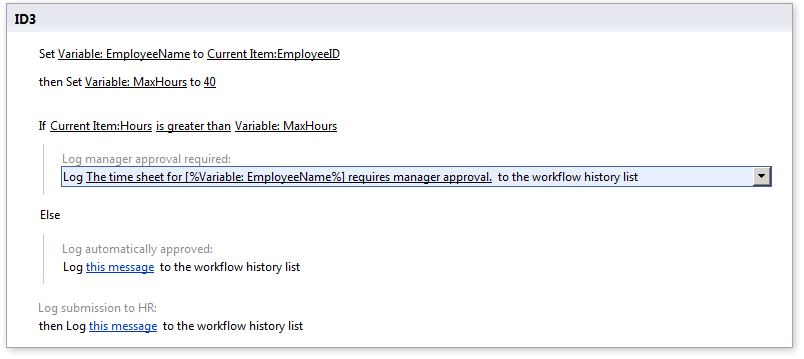 ID3
Set Variable: EmployeeName to Current Item:EmployeeID
then Set Variable: MaxHours to 40
If Current Item:Hours is greater than Variable: MaxHours
Log manager approval required:
Log The time sheet for [%Variable: EmployeeName%] requires manager approval. to the workflow history list
Else
Log automatically approved:
Log this message to the workflow history list
Log submission to HR:
then Log this message to the workflow history list